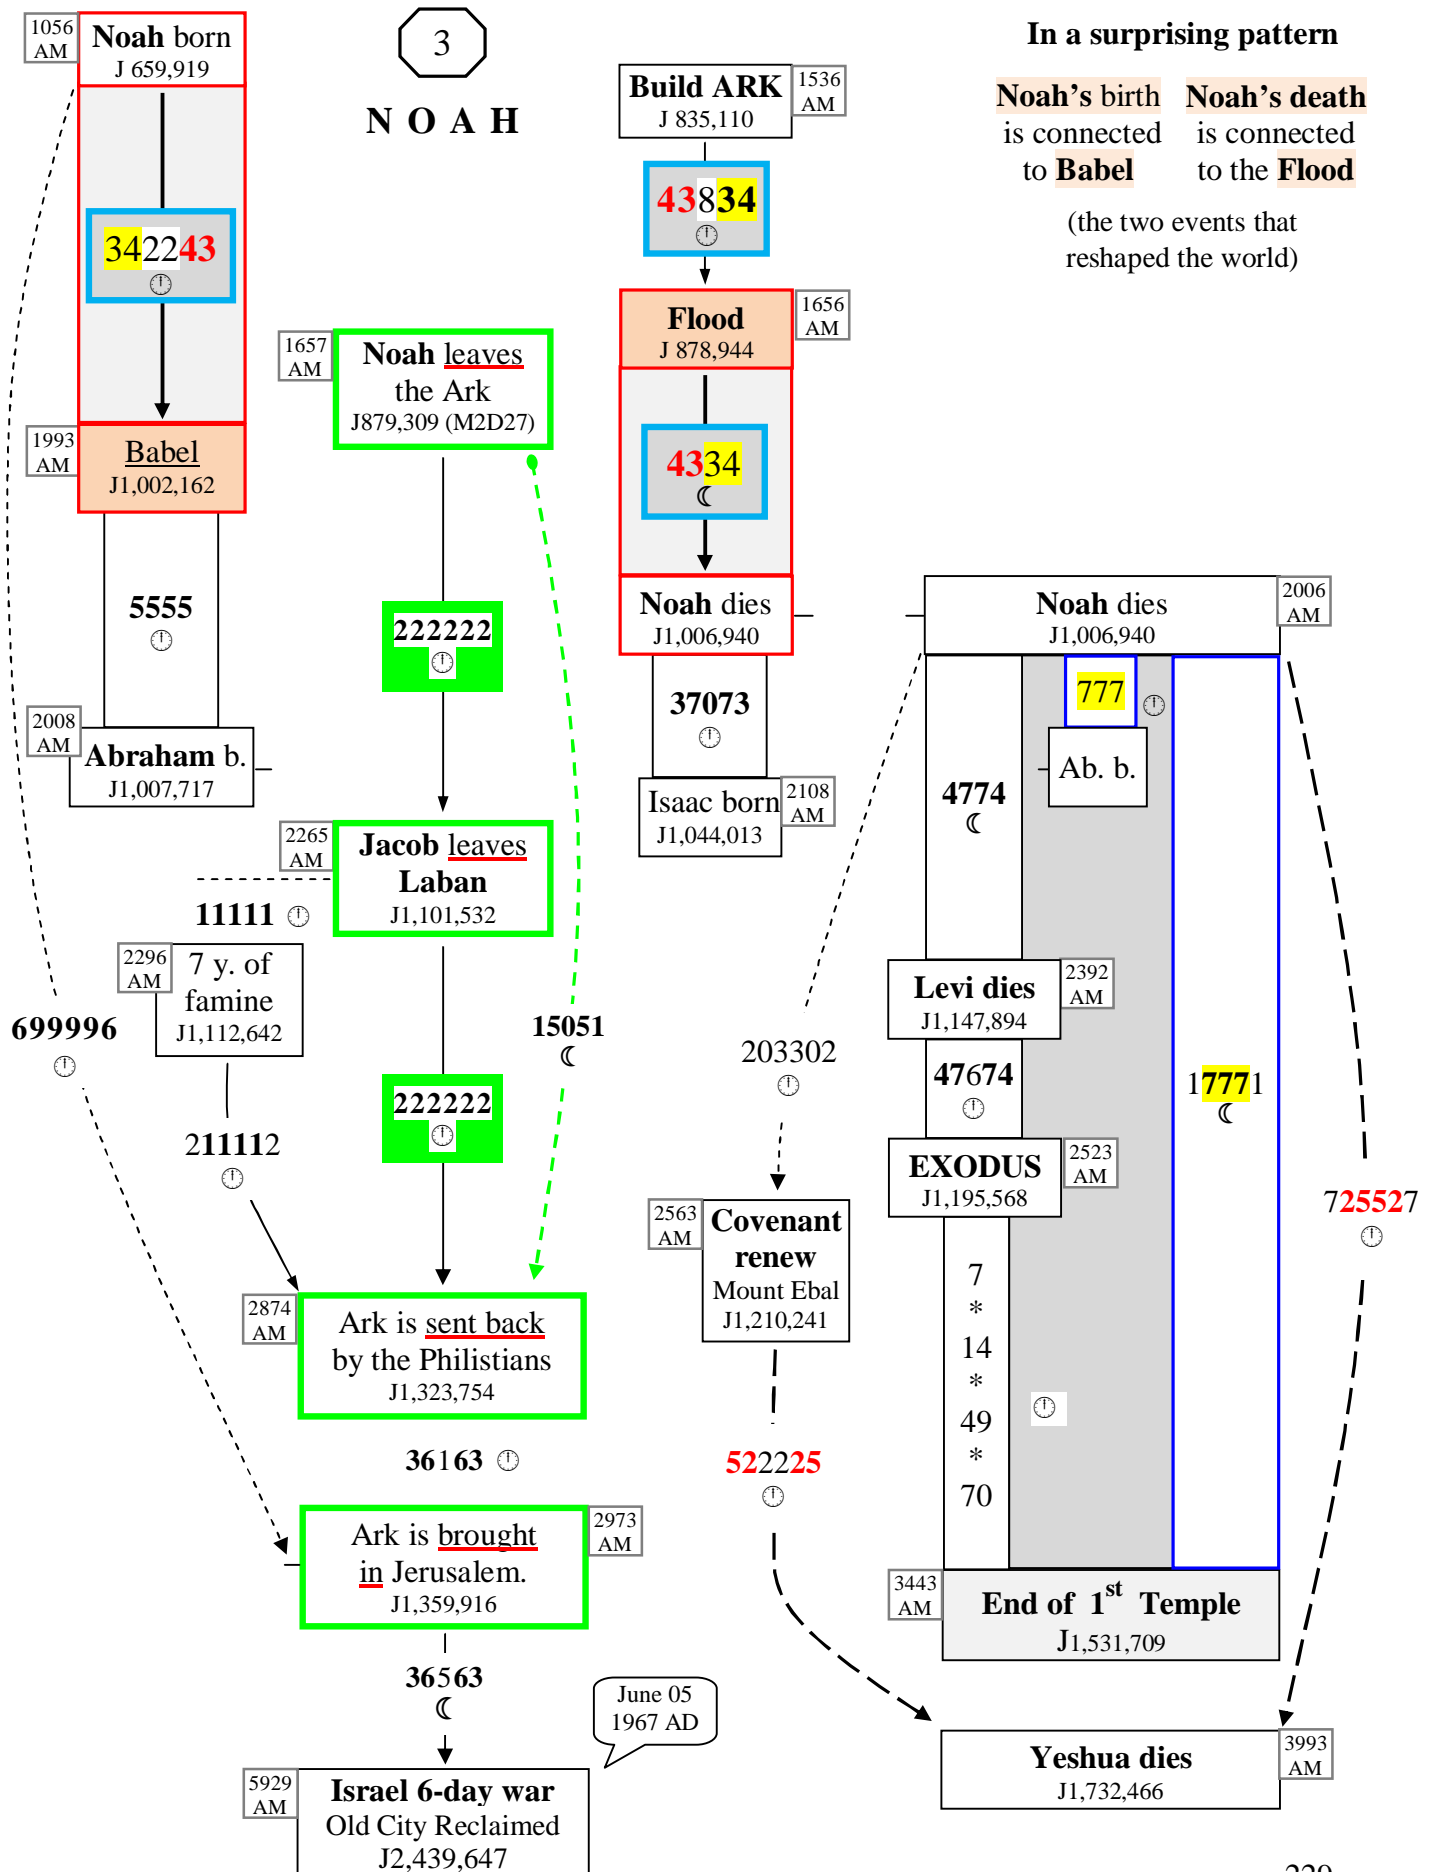 1056
AM
Noah born
J 659,919
3
N O A H
Build ARK
J 835,110
1536
AM
In a surprising pattern
Noah's birth
is connected
to Babel
Noah's death
is connected
to the Flood
(the two events that
reshaped the world)
342243
43834
Flood
J 878,944
1656
AM
1657
AM
Noah leaves
the Ark
J879,309 (M2D27)
1993
AM
Babel
J1,002,162
4334
5555
222222
Noah dies
J1,006,940
Noah dies
J1,006,940
2006
AM
777
37073
2008
AM
Abraham b.
J1,007,717
Ab. b.
4774
Isaac born
J1,044,013
2108
AM
2265
AM
Jacob leaves
Laban
J1,101,532
11111
2296
AM
7 y. of
famine
J1,112,642
699996
15051
203302
Levi dies
J1,147,894
2392
AM
47674
17771
222222
211112
EXODUS
J1,195,568
2523
AM
725527
2563
AM
Covenant
renew
Mount Ebal
J1,210,241
7
*
14
*
49
*
70
2874
AM
Ark is sent back
by the Philistians
J1,323,754
36163
522225
Ark is brought
in Jerusalem.
J1,359,916
2973
AM
3443
AM
End of 1st Temple
J1,531,709
36563
June 05
1967 AD
5929
AM
Israel 6-day war
Old City Reclaimed
J2,439,647
Yeshua dies
J1,732,466
3993
AM